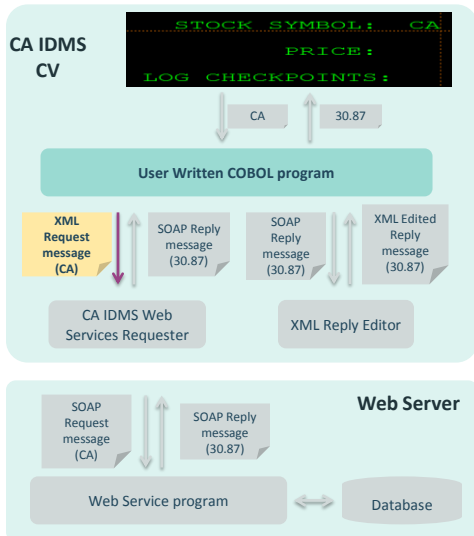 CA IDMS
CV
STOCK SYMBOL: CA
PRICE:
LOG CHECKPOINTS:
CA
30.87
User Written COBOL program
XML
Request
message
(CA)
SOAP Reply
message
(30.87)
SOAP
Reply
message
(30.87)
XML Edited
Reply
message
(30.87)
CA IDMS Web
Services Requester
XML Reply Editor
Web Server
SOAP
Request
message
(CA)
SOAP Reply
message
(30.87)
Web Service program
Database